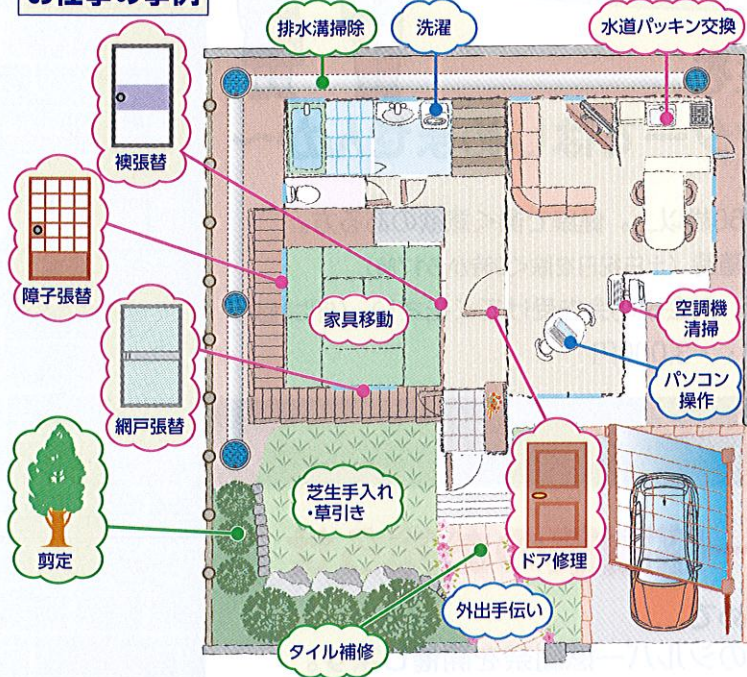 お仕事の事例
排水溝掃除
洗濯
水道パッキン交換
襖張替
障子張替
家具移動
空調機
清掃
パソコン
操作
網戸張替
芝生手入れ
・草引き
剪定
ドア修理
外出手伝い
タイル補修